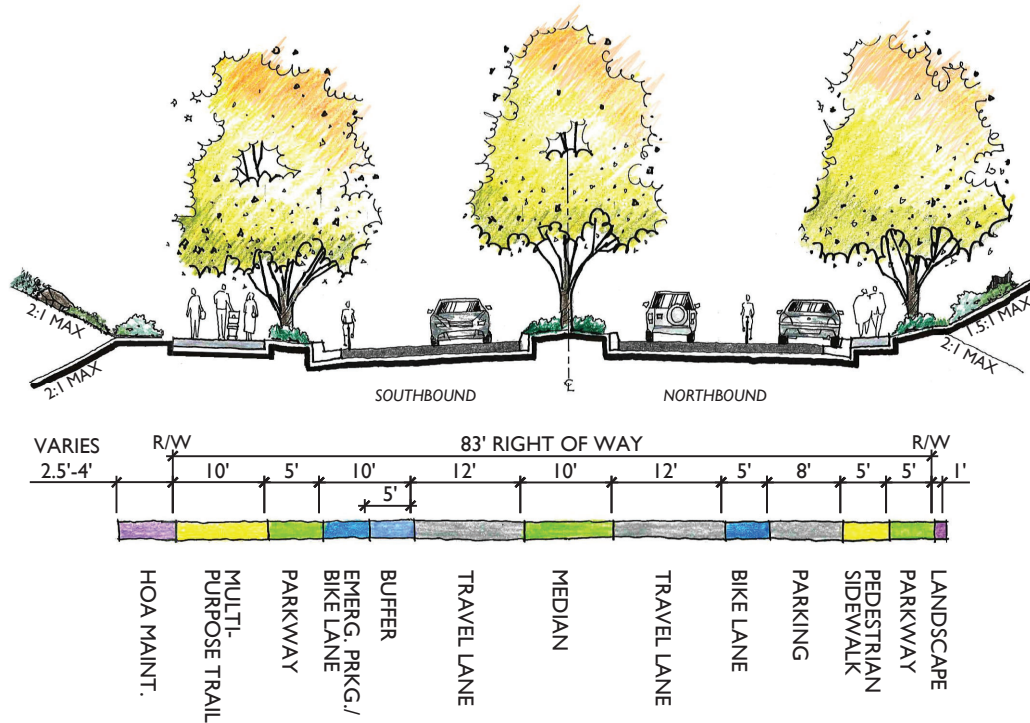 2:1 MAX
2:1 MAX
1.5:1 MAX
2:1 MAX
SOUTHBOUND
NORTHBOUND
℄
VARIES
2.5'-4'
R/W
83' RIGHT OF WAY
R/W
10'
5'
10'
12'
10'
12'
5'
8'
5'
5'
1'
5'
HOA MAINT.
MULTI-
PURPOSE TRAIL
PARKWAY
EMERG. PRKG./
BIKE LANE
BUFFER
TRAVEL LANE
MEDIAN
TRAVEL LANE
BIKE LANE
PARKING
PEDESTRIAN
SIDEWALK
PARKWAY
LANDSCAPE